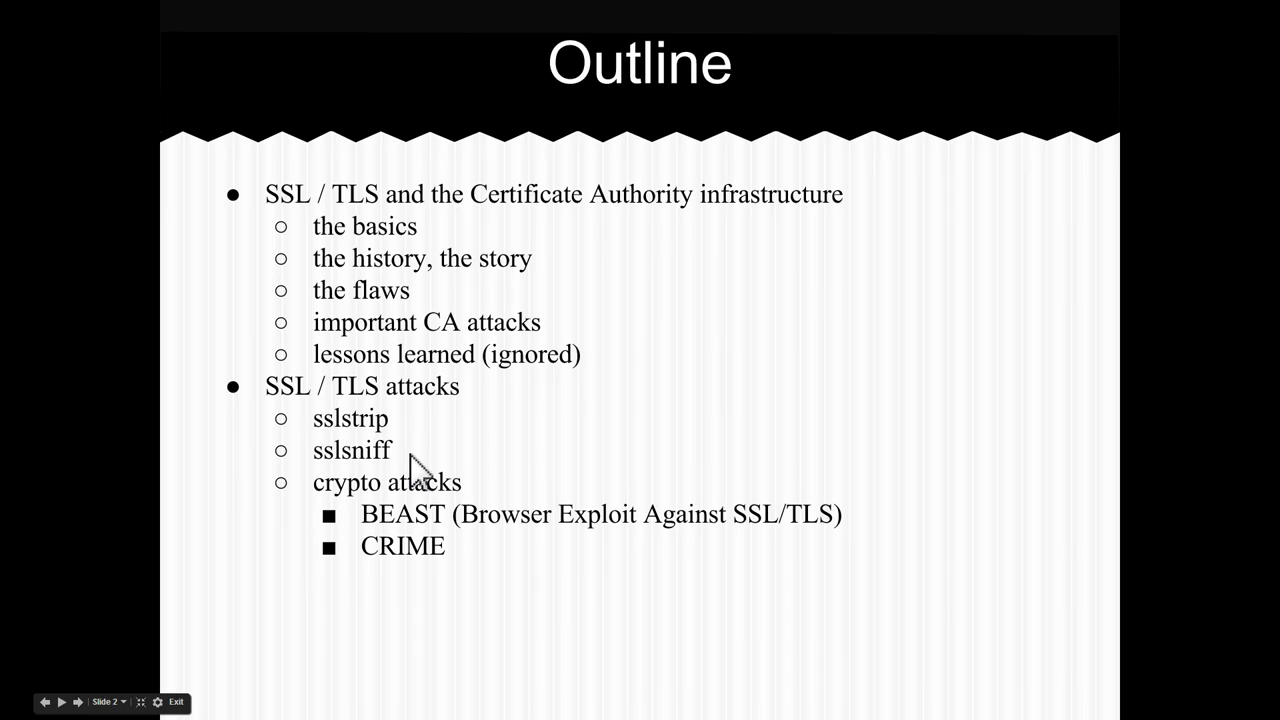 Outline
● SSL / TLS and the Certificate Authority infrastructure
○ the basics
○ the history, the story
○ the flaws
○ important CA attacks
○ lessons learned (ignored)
● SSL / TLS attacks
○ sslstrip
○ sslsniff
○ crypto attacks
■ BEAST (Browser Exploit Against SSL/TLS)
■ CRIME
Slide 2 Exit